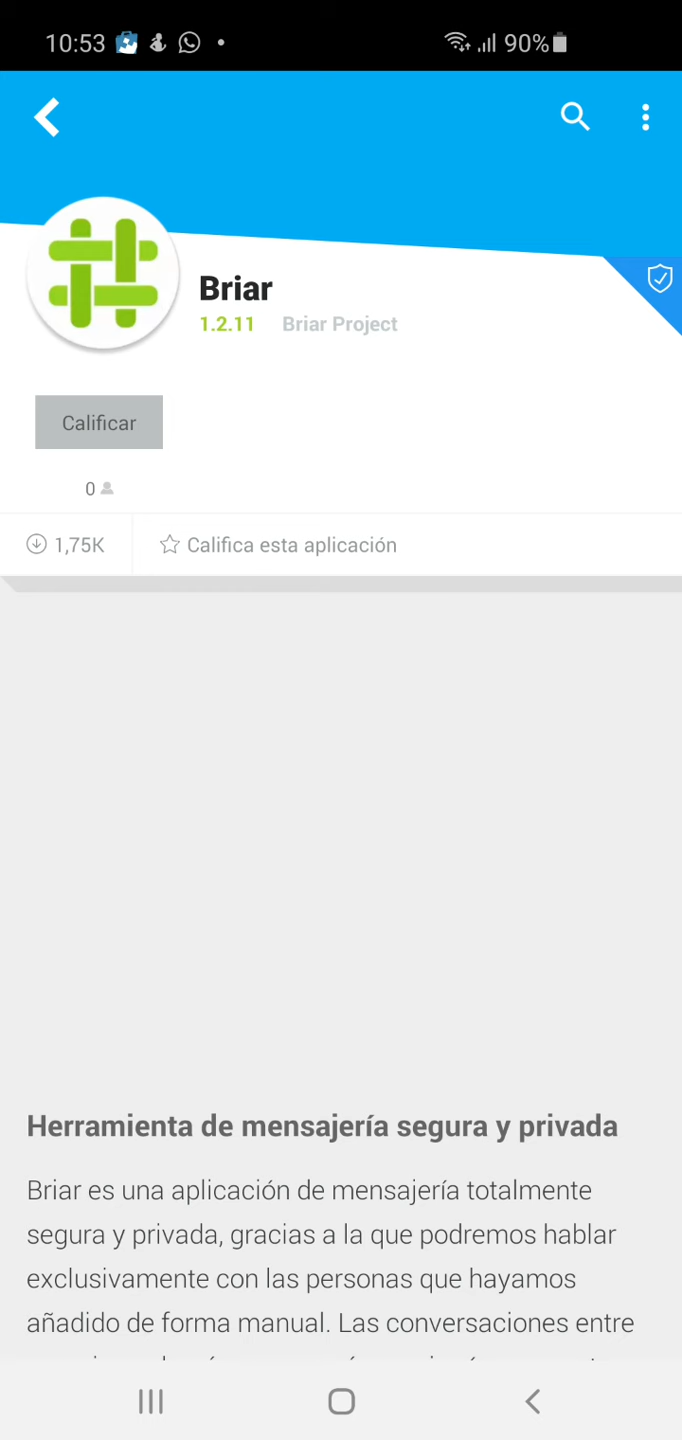 10:53 90%
Briar
1.2.11 Briar Project
Calificar
0
1,75K Califica esta aplicación
Herramienta de mensajería segura y privada
Briar es una aplicación de mensajería totalmente
segura y privada, gracias a la que podremos hablar
exclusivamente con las personas que hayamos
añadido de forma manual. Las conversaciones entre